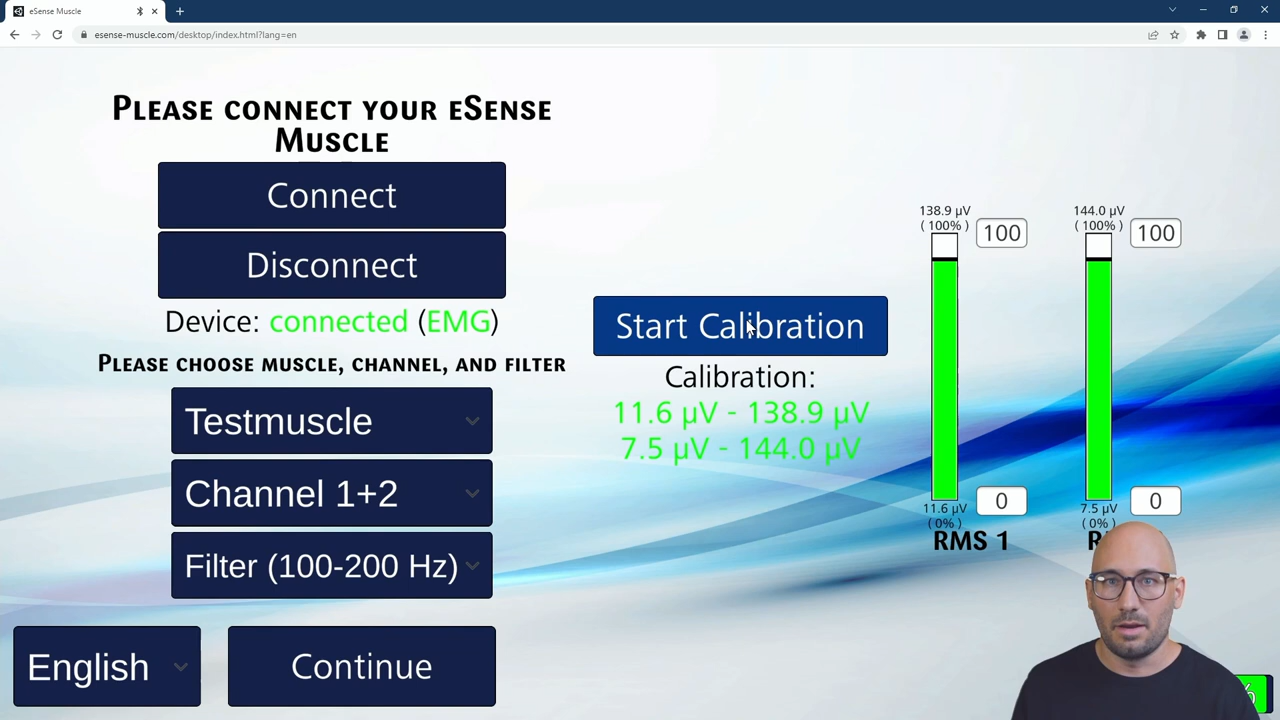 eSense Muscle
esense-muscle.com/desktop/index.html?lang=en
Please connect your eSense
Muscle
Connect
Disconnect
Device: connected (EMG)
Please choose muscle, channel, and filter
Testmuscle
Channel 1+2
Filter (100-200 Hz)
English
Continue
Start Calibration
Calibration:
11.6 µV - 138.9 µV
7.5 µV - 144.0 µV
138.9 µV
( 100% )
100
11.6 µV
( 0% )
0
RMS 1
144.0 µV
( 100% )
100
7.5 µV
( 0% )
0
%